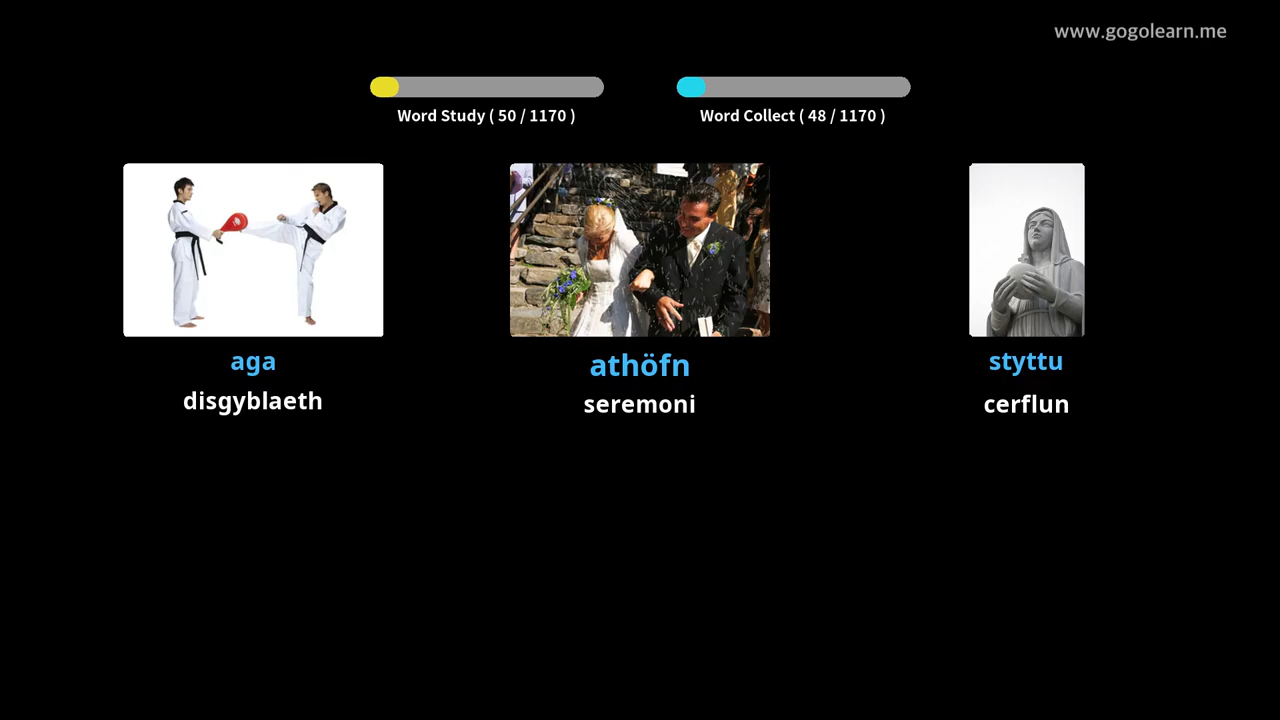 www.gogolearn.me
Word Study ( 50 / 1170 )
Word Collect ( 48 / 1170 )
aga
athöfn
styttu
disgyblaeth
seremoni
cerflun